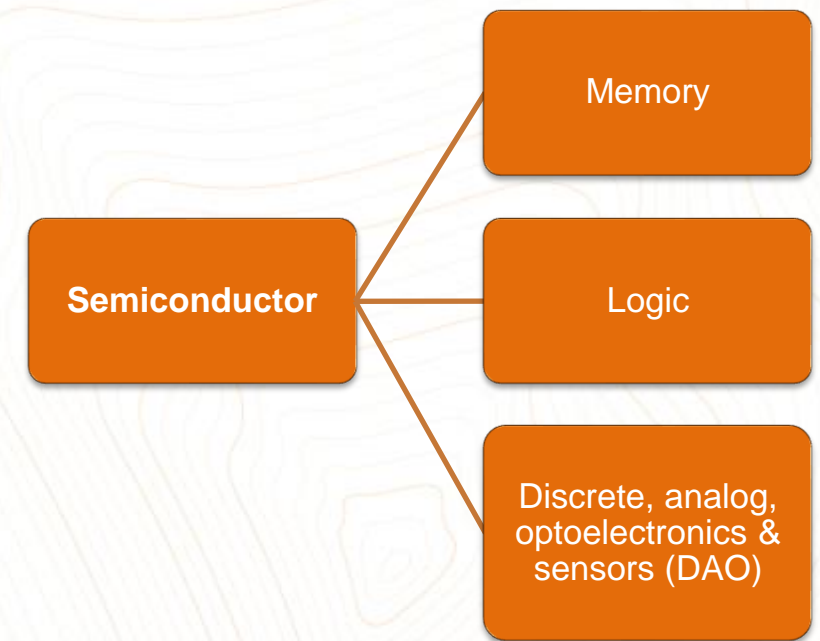 Memory
Semiconductor
Logic
Discrete, analog,
optoelectronics &
sensors (DAO)